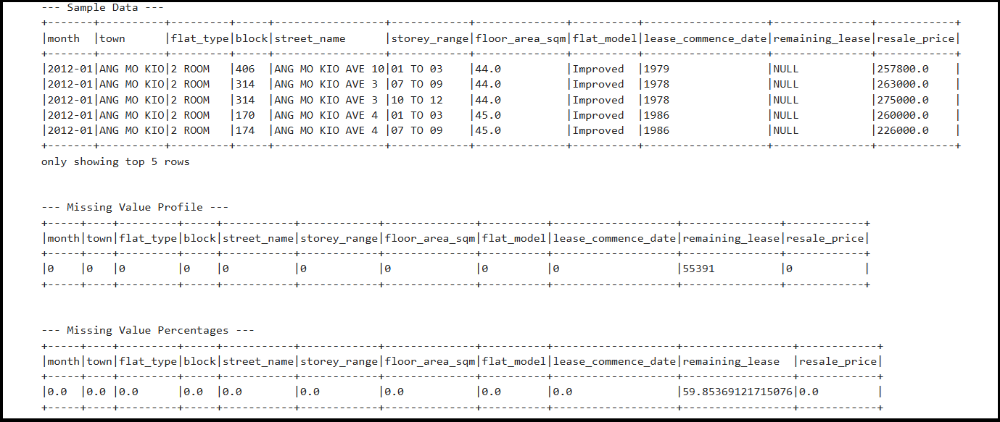 --- Sample Data ---
+-------+----------+---------+-----+-----------------+------------+--------------+----------+-------------------+---------------+------------+
|month  |town      |flat_type|block|street_name      |storey_range|floor_area_sqm|flat_model|lease_commence_date|remaining_lease|resale_price|
+-------+----------+---------+-----+-----------------+------------+--------------+----------+-------------------+---------------+------------+
|2012-01|ANG MO KIO|2 ROOM   |406  |ANG MO KIO AVE 10|01 TO 03    |44.0          |Improved  |1979               |NULL           |257800.0    |
|2012-01|ANG MO KIO|2 ROOM   |314  |ANG MO KIO AVE 3 |07 TO 09    |44.0          |Improved  |1978               |NULL           |263000.0    |
|2012-01|ANG MO KIO|2 ROOM   |314  |ANG MO KIO AVE 3 |10 TO 12    |44.0          |Improved  |1978               |NULL           |275000.0    |
|2012-01|ANG MO KIO|2 ROOM   |170  |ANG MO KIO AVE 4 |01 TO 03    |45.0          |Improved  |1986               |NULL           |260000.0    |
|2012-01|ANG MO KIO|2 ROOM   |174  |ANG MO KIO AVE 4 |07 TO 09    |45.0          |Improved  |1986               |NULL           |226000.0    |
+-------+----------+---------+-----+-----------------+------------+--------------+----------+-------------------+---------------+------------+
only showing top 5 rows
--- Missing Value Profile ---
+-----+----+---------+-----+-----------+------------+--------------+----------+-------------------+---------------+------------+
|month|town|flat_type|block|street_name|storey_range|floor_area_sqm|flat_model|lease_commence_date|remaining_lease|resale_price|
+-----+----+---------+-----+-----------+------------+--------------+----------+-------------------+---------------+------------+
|0    |0   |0        |0    |0          |0           |0             |0         |0                  |55391          |0           |
+-----+----+---------+-----+-----------+------------+--------------+----------+-------------------+---------------+------------+
--- Missing Value Percentages ---
+-----+----+---------+-----+-----------+------------+--------------+----------+-------------------+-----------------+------------+
|month|town|flat_type|block|street_name|storey_range|floor_area_sqm|flat_model|lease_commence_date|remaining_lease  |resale_price|
+-----+----+---------+-----+-----------+------------+--------------+----------+-------------------+-----------------+------------+
|0.0  |0.0 |0.0      |0.0  |0.0        |0.0         |0.0           |0.0       |0.0                |59.85369121715076|0.0         |
+-----+----+---------+-----+-----------+------------+--------------+----------+-------------------+-----------------+------------+